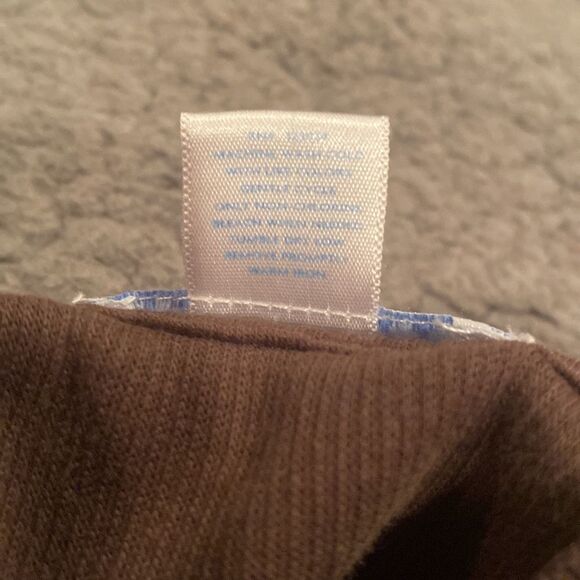 MACHINE WASH COLD
WITH LIKE COLORS
GENTLE CYCLE
ONLY NON-CHLORINE
BLEACH WHEN NEEDED
TUMBLE DRY LOW
REMOVE PROMPTLY
WARM IRON